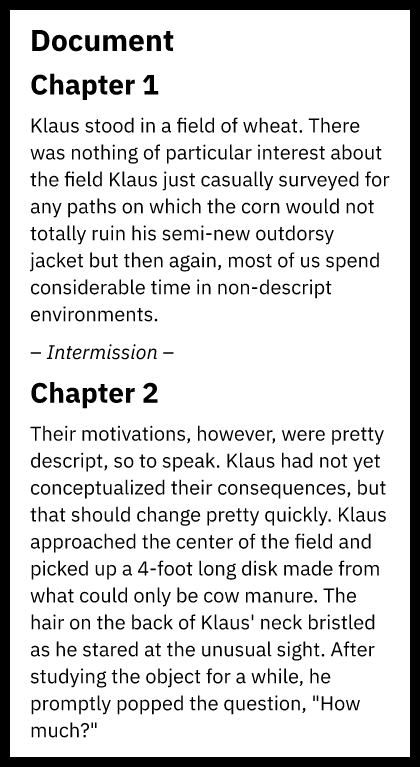 Document
Chapter 1
Klaus stood in a field of wheat. There
was nothing of particular interest about
the field Klaus just casually surveyed for
any paths on which the corn would not
totally ruin his semi-new outdorsy
jacket but then again, most of us spend
considerable time in non-descript
environments.
– Intermission –
Chapter 2
Their motivations, however, were pretty
descript, so to speak. Klaus had not yet
conceptualized their consequences, but
that should change pretty quickly. Klaus
approached the center of the field and
picked up a 4-foot long disk made from
what could only be cow manure. The
hair on the back of Klaus' neck bristled
as he stared at the unusual sight. After
studying the object for a while, he
promptly popped the question, "How
much?"